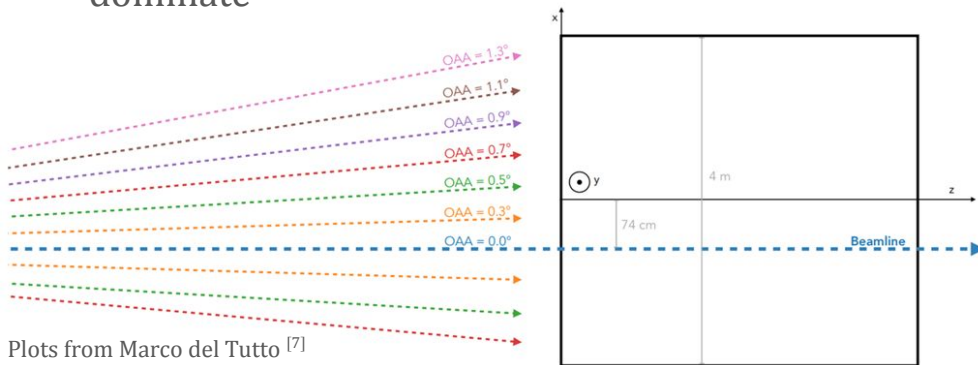 dominate
x
OAA = 1.3°
OAA = 1.1°
OAA = 0.9°
OAA = 0.7°
OAA = 0.5°
OAA = 0.3°
OAA = 0.0°
y
4 m
z
74 cm
Beamline
Plots from Marco del Tutto [7]